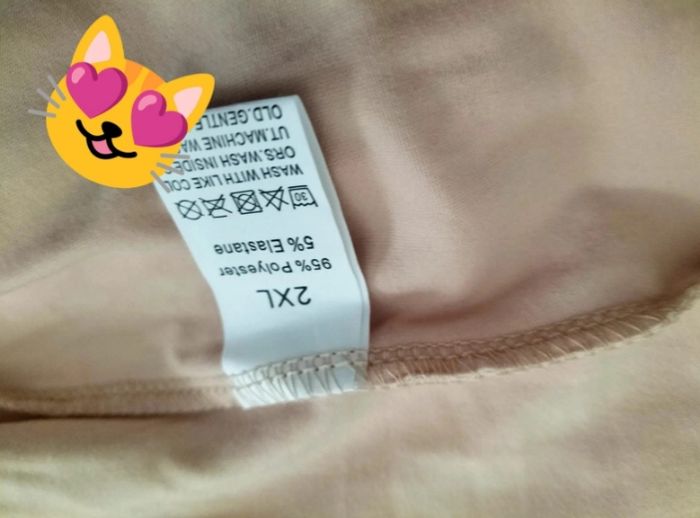 2XL
95% Polyester
5% Elastane
30
WASH WITH LIKE COL
ORS.WASH INSIDE
UT.MACHINE WA
OLD.GENTLE